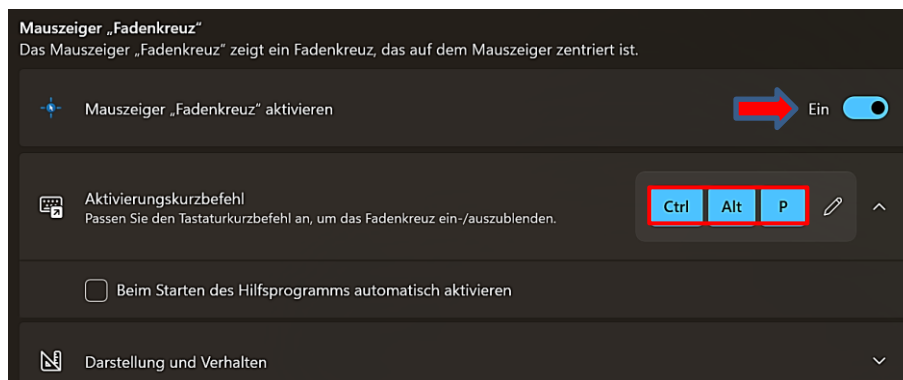 Mauszeiger „Fadenkreuz“
Das Mauszeiger „Fadenkreuz“ zeigt ein Fadenkreuz, das auf dem Mauszeiger zentriert ist.
Mauszeiger „Fadenkreuz“ aktivieren
Ein
Aktivierungskurzbefehl
Passen Sie den Tastaturkurzbefehl an, um das Fadenkreuz ein-/auszublenden.
Ctrl Alt P
Beim Starten des Hilfsprogramms automatisch aktivieren
Darstellung und Verhalten